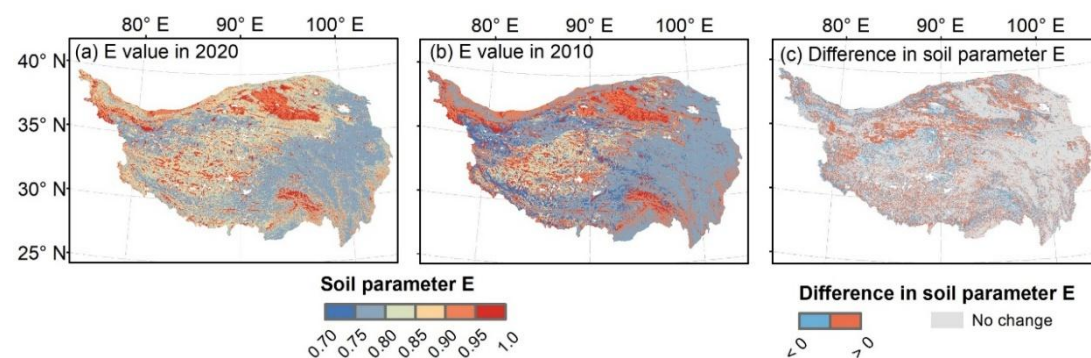 80° E 90° E 100° E 80° E 90° E 100° E 80° E 90° E 100° E
(a) E value in 2020 (b) E value in 2010 (c) Difference in soil parameter E
40° N
35° N
30° N
25° N
Soil parameter E
0.70 0.75 0.80 0.85 0.90 0.95 1.0
Difference in soil parameter E
< 0 > 0 No change